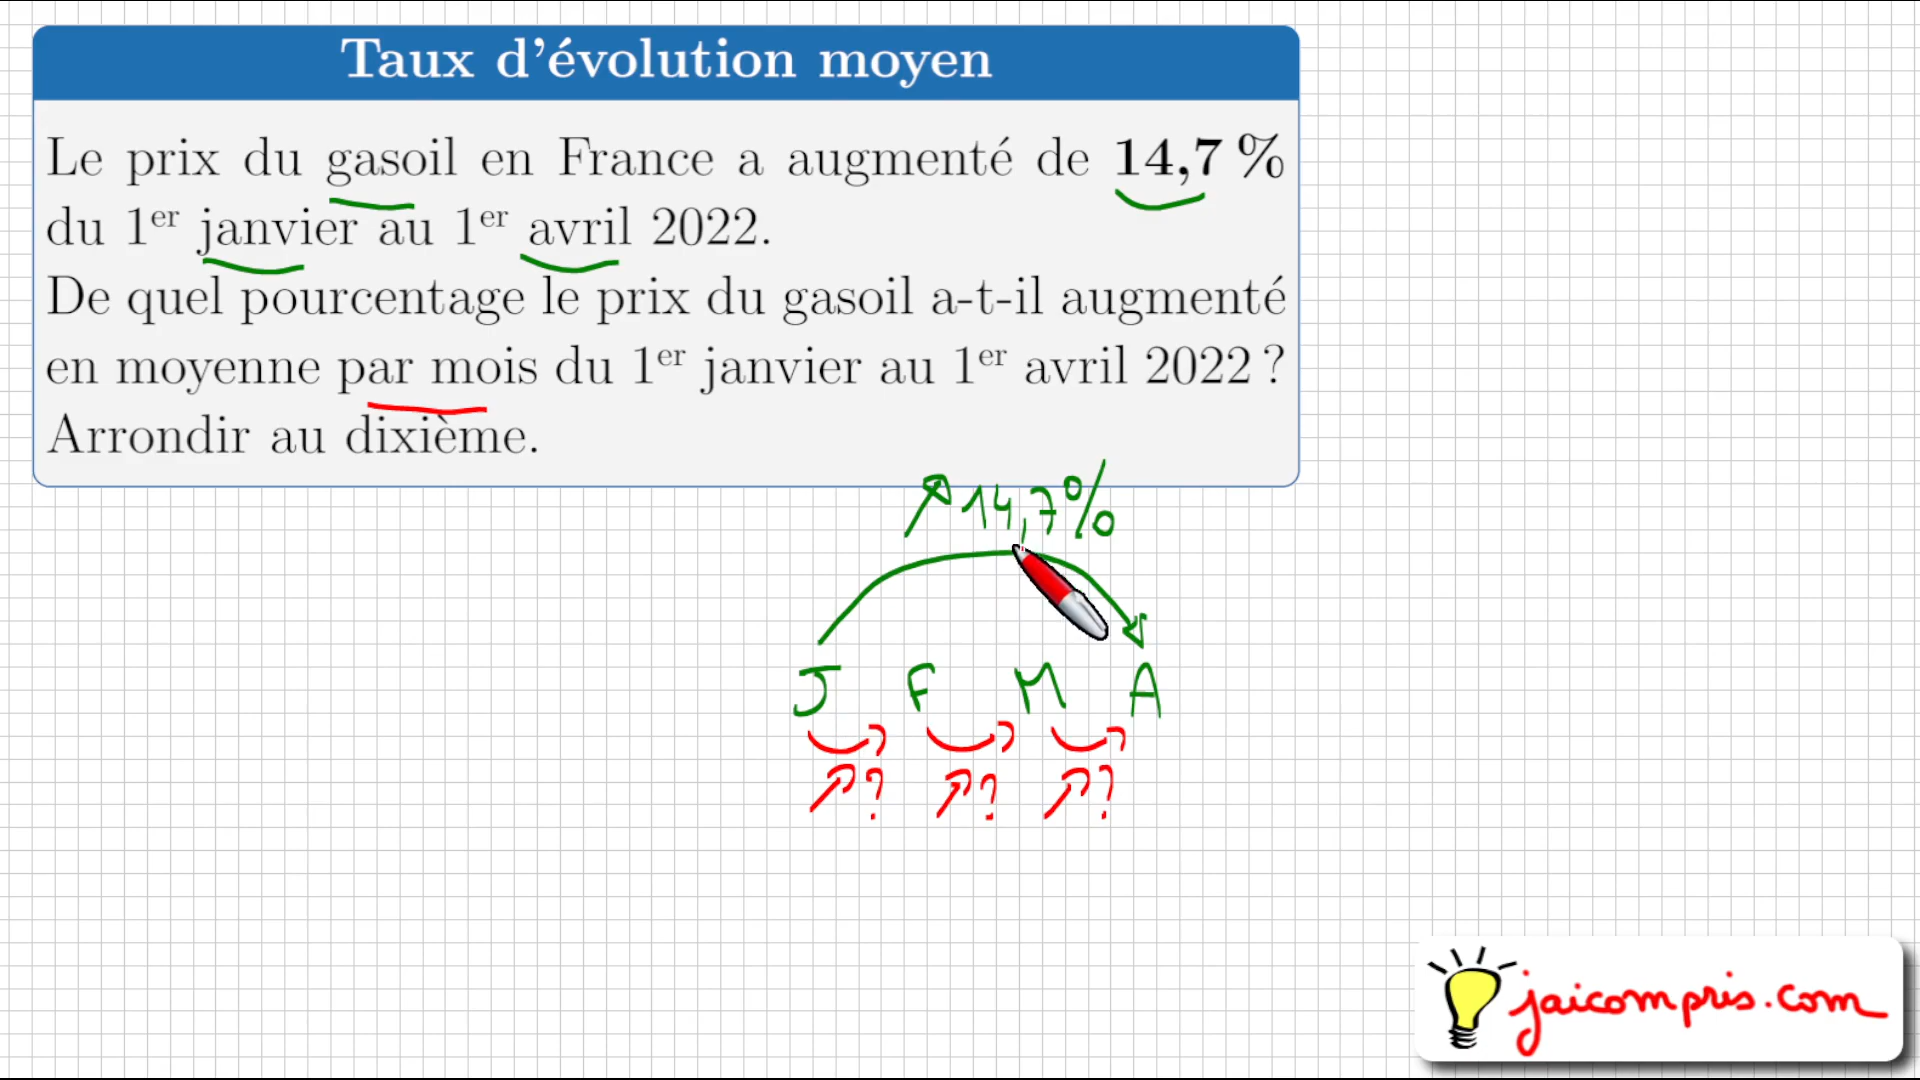 Taux d'évolution moyen
Le prix du gasoil en France a augmenté de 14,7 %
du 1er janvier au 1er avril 2022.
De quel pourcentage le prix du gasoil a-t-il augmenté
en moyenne par mois du 1er janvier au 1er avril 2022 ?
Arrondir au dixième.
↗ 14,7%
J F M A
↗? ↗? ↗?
jaicompris.com